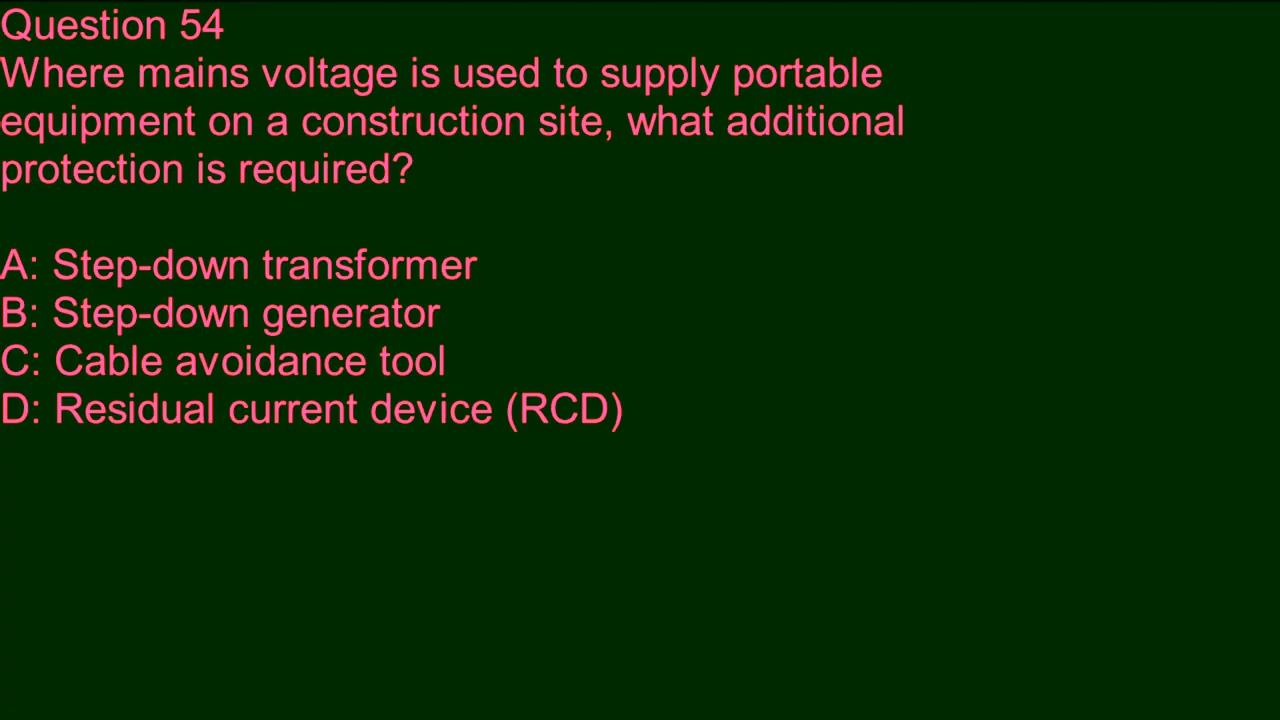 Question 54
Where mains voltage is used to supply portable
equipment on a construction site, what additional
protection is required?
A: Step-down transformer
B: Step-down generator
C: Cable avoidance tool
D: Residual current device (RCD)